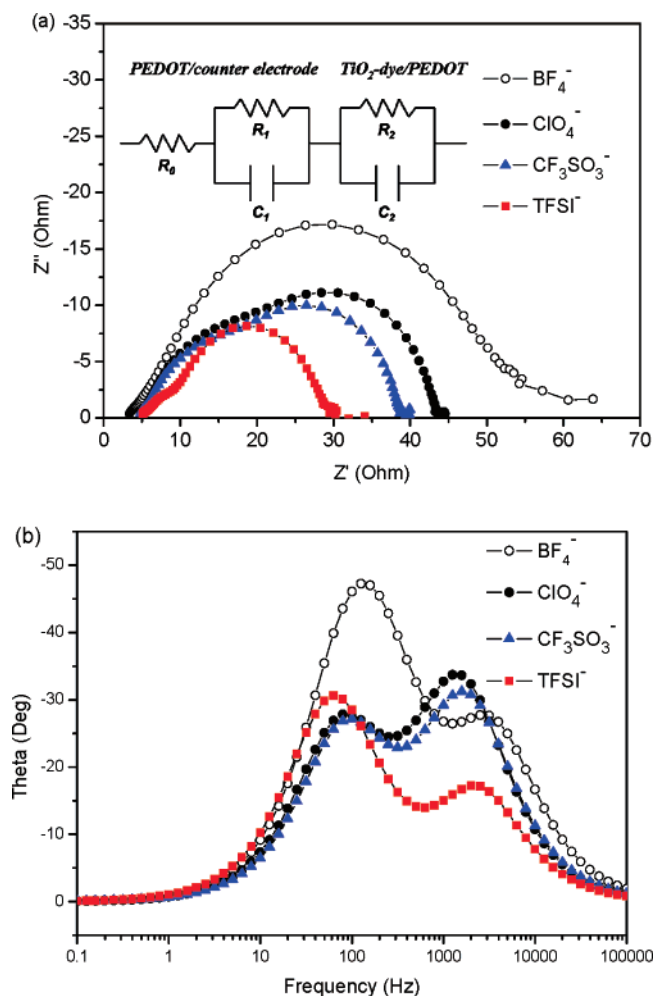 (a)
-35
-30
-25
-20
-15
-10
-5
0
Z'' (Ohm)
PEDOT/counter electrode
TiO₂-dye/PEDOT
R₀
R₁
C₁
R₂
C₂
BF₄⁻
ClO₄⁻
CF₃SO₃⁻
TFSI⁻
0 10 20 30 40 50 60 70
Z' (Ohm)
(b)
-50
-40
-30
-20
-10
0
Theta (Deg)
BF₄⁻
ClO₄⁻
CF₃SO₃⁻
TFSI⁻
0.1 1 10 100 1000 10000 100000
Frequency (Hz)